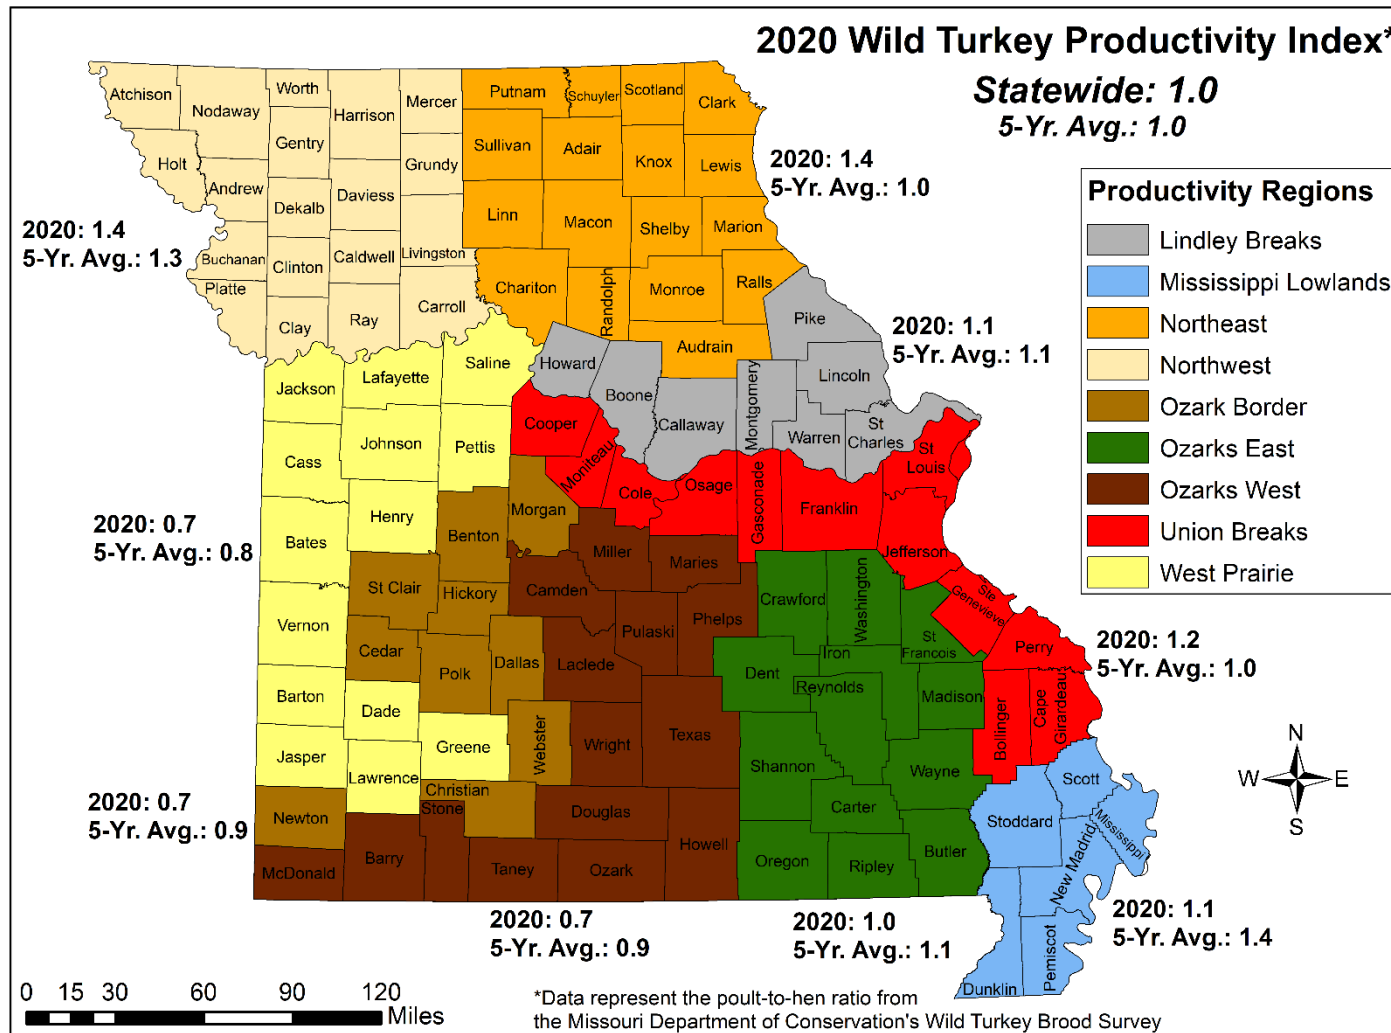 2020 Wild Turkey Productivity Index*
Statewide: 1.0
5-Yr. Avg.: 1.0
Atchison
Nodaway
Worth
Harrison
Mercer
Putnam
Schuyler
Scotland
Clark
Holt
Gentry
Grundy
Sullivan
Adair
Knox
Lewis
2020: 1.4
5-Yr. Avg.: 1.0
Andrew
Dekalb
Daviess
Linn
Macon
Shelby
Marion
2020: 1.4
5-Yr. Avg.: 1.3
Buchanan
Clinton
Caldwell
Livingston
Platte
Clay
Ray
Carroll
Chariton
Randolph
Monroe
Ralls
Audrain
Pike
2020: 1.1
5-Yr. Avg.: 1.1
Productivity Regions
Lindley Breaks
Mississippi Lowlands
Northeast
Northwest
Ozark Border
Ozarks East
Ozarks West
Union Breaks
West Prairie
Jackson
Lafayette
Saline
Howard
Boone
Callaway
Montgomery
Lincoln
Warren
St
Charles
Cass
Johnson
Pettis
Cooper
Moniteau
Cole
Osage
Gasconade
Franklin
St
Louis
Jefferson
2020: 0.7
5-Yr. Avg.: 0.8
Bates
Henry
Benton
Morgan
Miller
Maries
St Clair
Hickory
Camden
Pulaski
Phelps
Crawford
Washington
St
Francois
Ste
Genevieve
Perry
2020: 1.2
5-Yr. Avg.: 1.0
Vernon
Cedar
Polk
Dallas
Laclede
Dent
Iron
Reynolds
Madison
Bollinger
Cape
Girardeau
Barton
Dade
Greene
Webster
Wright
Texas
Shannon
Wayne
Jasper
Lawrence
Christian
Stone
Douglas
Howell
Carter
Butler
Scott
Stoddard
Mississippi
New Madrid
N
W
E
S
2020: 0.7
5-Yr. Avg.: 0.9
Newton
McDonald
Barry
Taney
Ozark
Oregon
Ripley
Pemiscot
Dunklin
2020: 0.7
5-Yr. Avg.: 0.9
2020: 1.0
5-Yr. Avg.: 1.1
2020: 1.1
5-Yr. Avg.: 1.4
0 15 30 60 90 120
Miles
*Data represent the poult-to-hen ratio from
the Missouri Department of Conservation's Wild Turkey Brood Survey